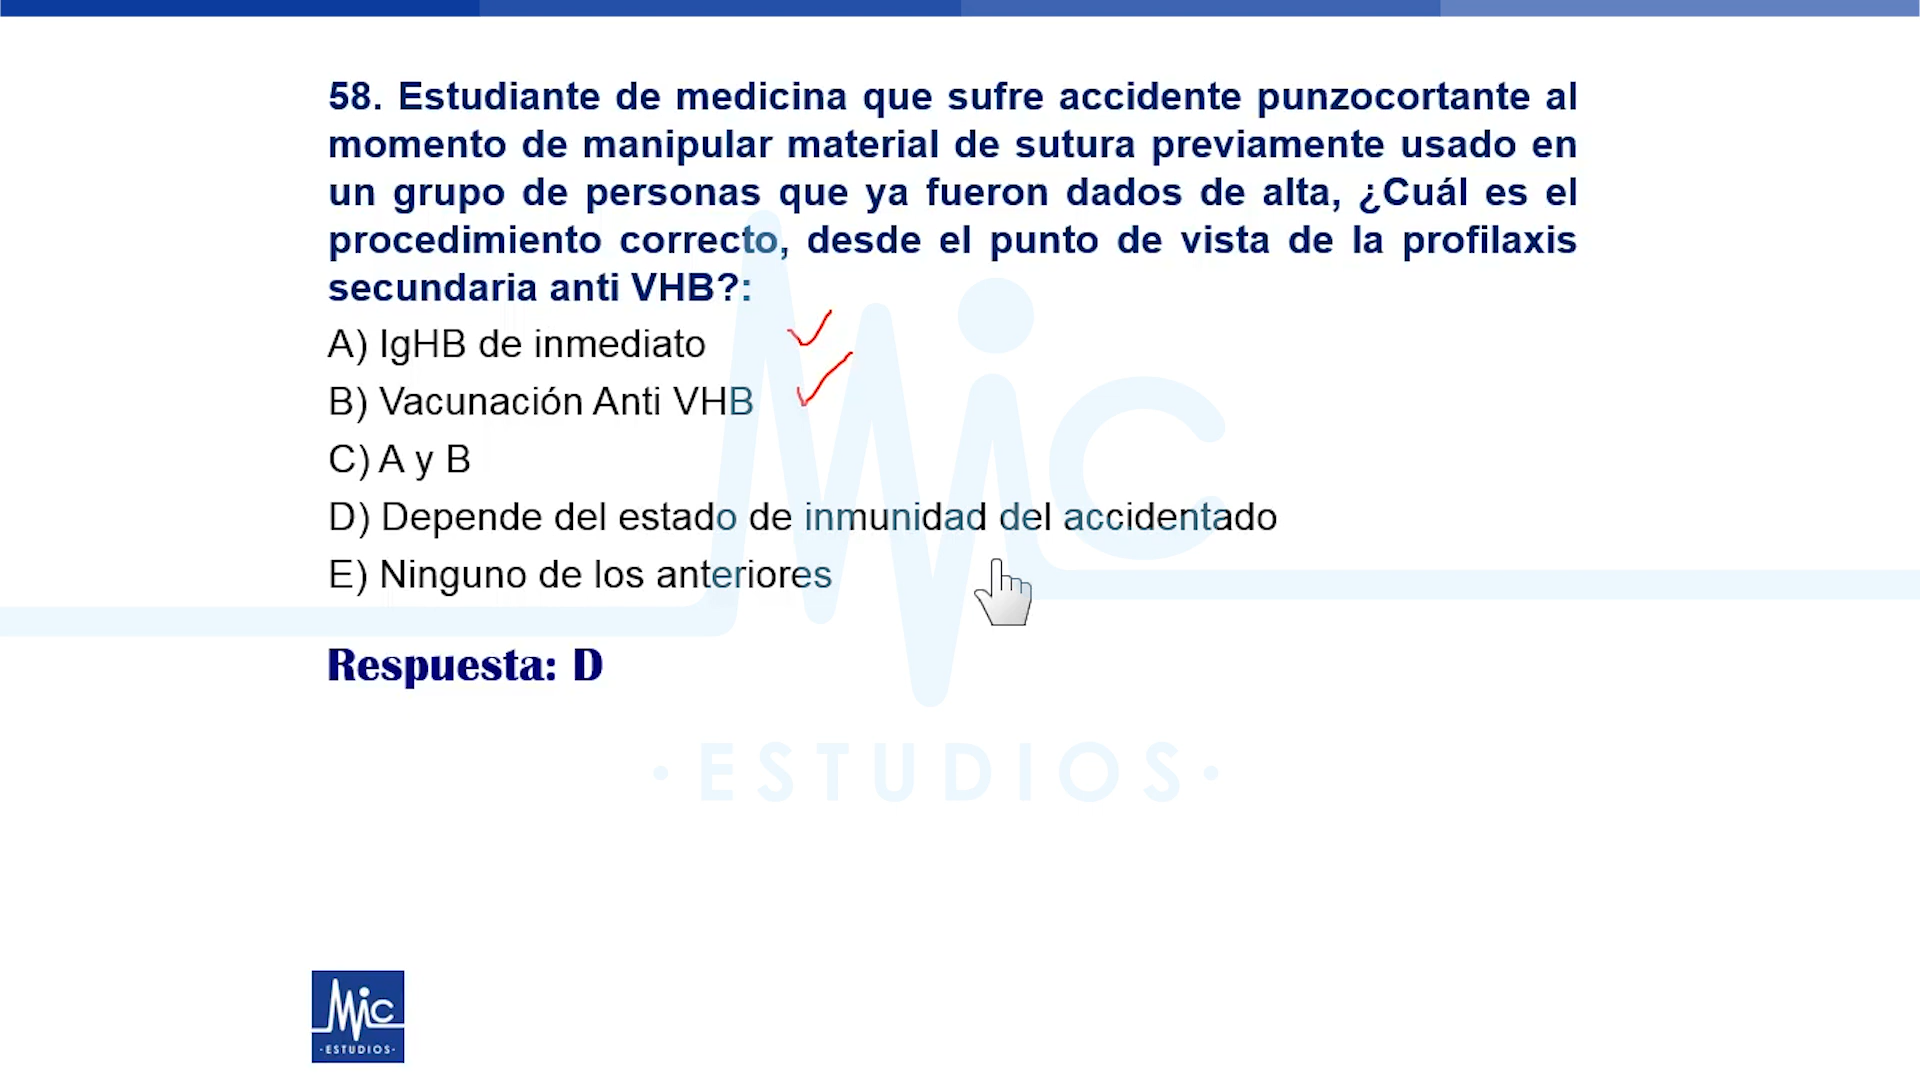 58. Estudiante de medicina que sufre accidente punzocortante al
momento de manipular material de sutura previamente usado en
un grupo de personas que ya fueron dados de alta, ¿Cuál es el
procedimiento correcto, desde el punto de vista de la profilaxis
secundaria anti VHB?:
A) IgHB de inmediato
B) Vacunación Anti VHB
C) A y B
D) Depende del estado de inmunidad del accidentado
E) Ninguno de los anteriores
Respuesta: D
Mic
·ESTUDIOS·
Mic
·ESTUDIOS·